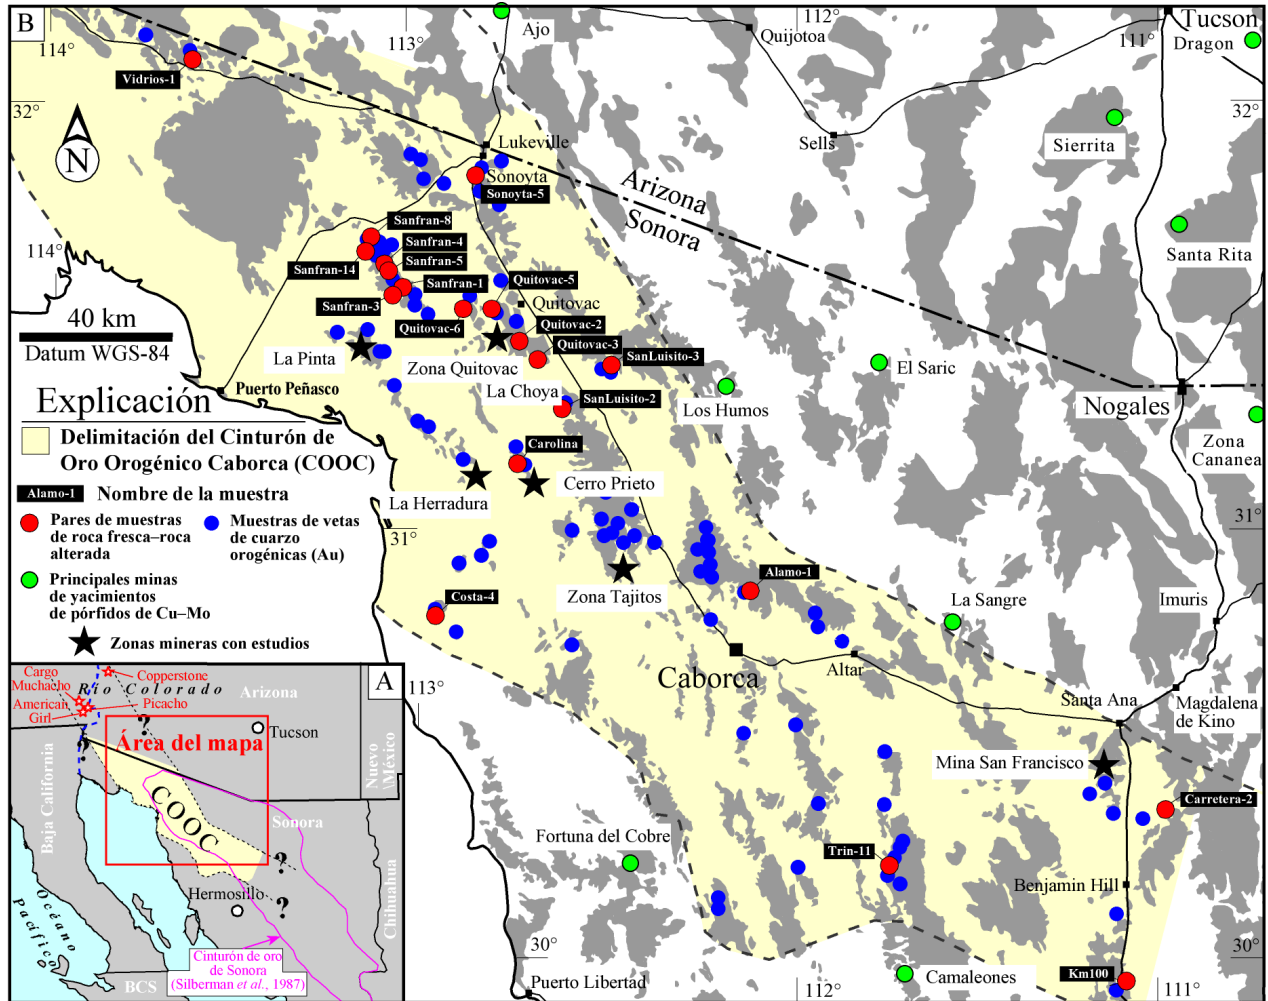 B
114°
113°
112°
111°
Ajo
Quijotoa
Tucson
Dragon
Vidrios-1
32°
32°
N
Lukeville
Sells
Sierrita
Sonoyta
Sonoyta-5
Arizona
Sonora
Sanfran-8
Sanfran-4
Sanfran-5
114°
Sanfran-14
Sanfran-1
Santa Rita
Sanfran-3
Quitovac-5
Quitovac
40 km
Datum WGS-84
Quitovac-6
Quitovac-2
Quitovac-3
La Pinta
Zona Quitovac
SanLuisito-3
El Saric
Puerto Peñasco
La Choya
SanLuisito-2
Los Humos
Nogales
Explicación
Delimitación del Cinturón de
Oro Orogénico Caborca (COOC)
Zona
Cananea
Carolina
Alamo-1
Nombre de la muestra
La Herradura
Cerro Prieto
Pares de muestras
de roca fresca–roca
alterada
Muestras de vetas
de cuarzo
orogénicas (Au)
31°
31°
Principales minas
de yacimientos
de pórfidos de Cu–Mo
Zonas mineras con estudios
Costa-4
Zona Tajitos
Alamo-1
La Sangre
Imuris
Caborca
Altar
Santa Ana
Magdalena
de Kino
113°
Mina San Francisco
Carretera-2
Fortuna del Cobre
Trin-11
Benjamin Hill
30°
30°
Puerto Libertad
Camaleones
Km100
112°
111°
A
Cargo
Muchacho
Copperstone
Río Colorado
Arizona
American
Girl
Picacho
?
Área del mapa
Tucson
?
Nuevo
México
Baja California
COOC
Sonora
?
Hermosillo
?
Chihuahua
Océano
Pacífico
Cinturón de oro
de Sonora
(Silberman et al., 1987)
BCS